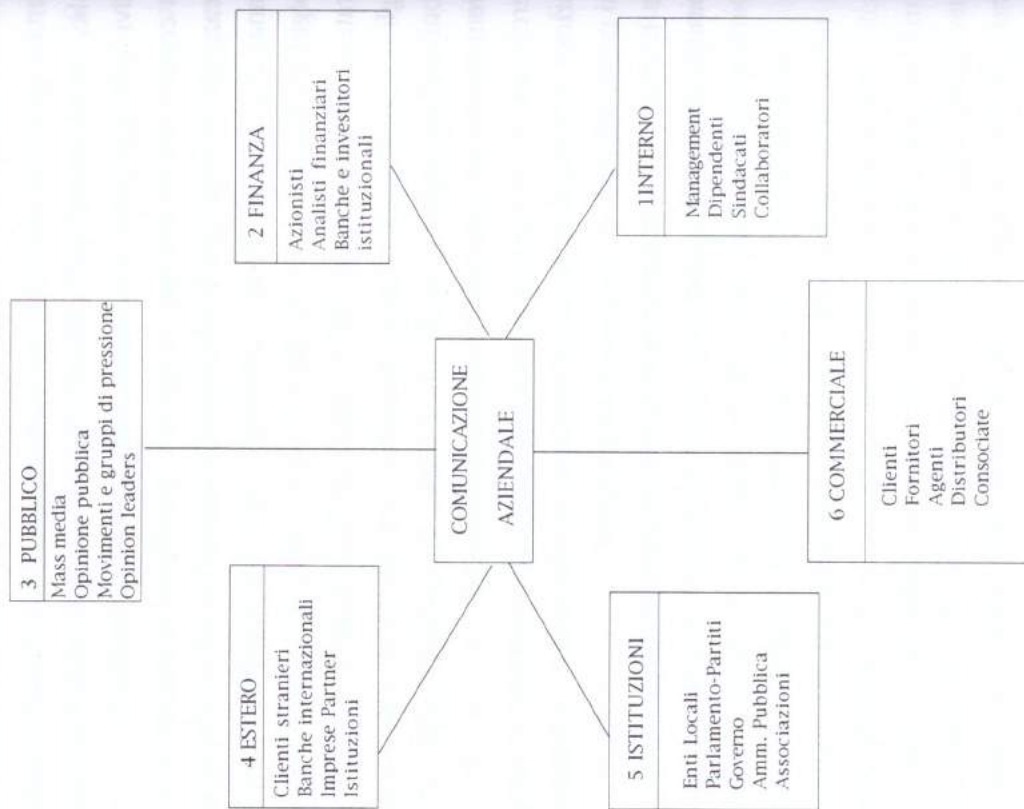 3 PUBBLICO
Mass media
Opinione pubblica
Movimenti e gruppi di pressione
Opinion leaders
4 ESTERO
Clienti stranieri
Banche internazionali
Imprese Partner
Istituzioni
2 FINANZA
Azionisti
Analisti finanziari
Banche e investitori
istituzionali
COMUNICAZIONE
AZIENDALE
5 ISTITUZIONI
Enti Locali
Parlamento-Partiti
Governo
Amm. Pubblica
Associazioni
1INTERNO
Management
Dipendenti
Sindacati
Collaboratori
6 COMMERCIALE
Clienti
Fornitori
Agenti
Distributori
Consociate